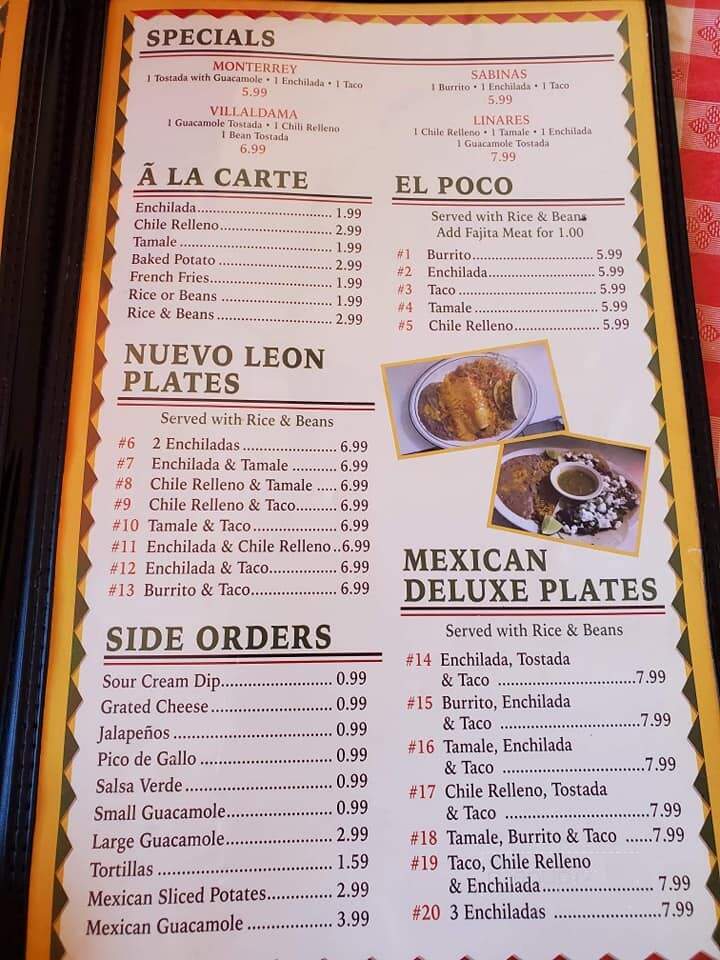 SPECIALS
MONTERREY
1 Tostada with Guacamole • 1 Enchilada • 1 Taco
5.99
VILLALDAMA
1 Guacamole Tostada • 1 Chili Relleno
1 Bean Tostada
6.99
SABINAS
1 Burrito • 1 Enchilada • 1 Taco
5.99
LINARES
1 Chile Relleno • 1 Tamale • 1 Enchilada
1 Guacamole Tostada
7.99
Ã LA CARTE
Enchilada.................................. 1.99
Chile Relleno............................. 2.99
Tamale....................................... 1.99
Baked Potato ............................. 2.99
French Fries............................... 1.99
Rice or Beans ............................ 1.99
Rice & Beans ............................. 2.99
EL POCO
Served with Rice & Beans
Add Fajita Meat for 1.00
#1 Burrito............................... 5.99
#2 Enchilada........................... 5.99
#3 Taco ................................... 5.99
#4 Tamale ............................... 5.99
#5 Chile Relleno..................... 5.99
NUEVO LEON
PLATES
Served with Rice & Beans
#6 2 Enchiladas ....................... 6.99
#7 Enchilada & Tamale ........... 6.99
#8 Chile Relleno & Tamale ..... 6.99
#9 Chile Relleno & Taco.......... 6.99
#10 Tamale & Taco.................... 6.99
#11 Enchilada & Chile Relleno ..6.99
#12 Enchilada & Taco................. 6.99
#13 Burrito & Taco..................... 6.99
SIDE ORDERS
Sour Cream Dip......................... 0.99
Grated Cheese ........................... 0.99
Jalapeños ................................... 0.99
Pico de Gallo ............................. 0.99
Salsa Verde ................................ 0.99
Small Guacamole....................... 0.99
Large Guacamole....................... 2.99
Tortillas ..................................... 1.59
Mexican Sliced Potates.............. 2.99
Mexican Guacamole .................. 3.99
MEXICAN
DELUXE PLATES
Served with Rice & Beans
#14 Enchilada, Tostada
& Taco ................................7.99
#15 Burrito, Enchilada
& Taco ................................7.99
#16 Tamale, Enchilada
& Taco ................................7.99
#17 Chile Relleno, Tostada
& Taco .................................7.99
#18 Tamale, Burrito & Taco ......7.99
#19 Taco, Chile Relleno
& Enchilada......................... 7.99
#20 3 Enchiladas ........................7.99